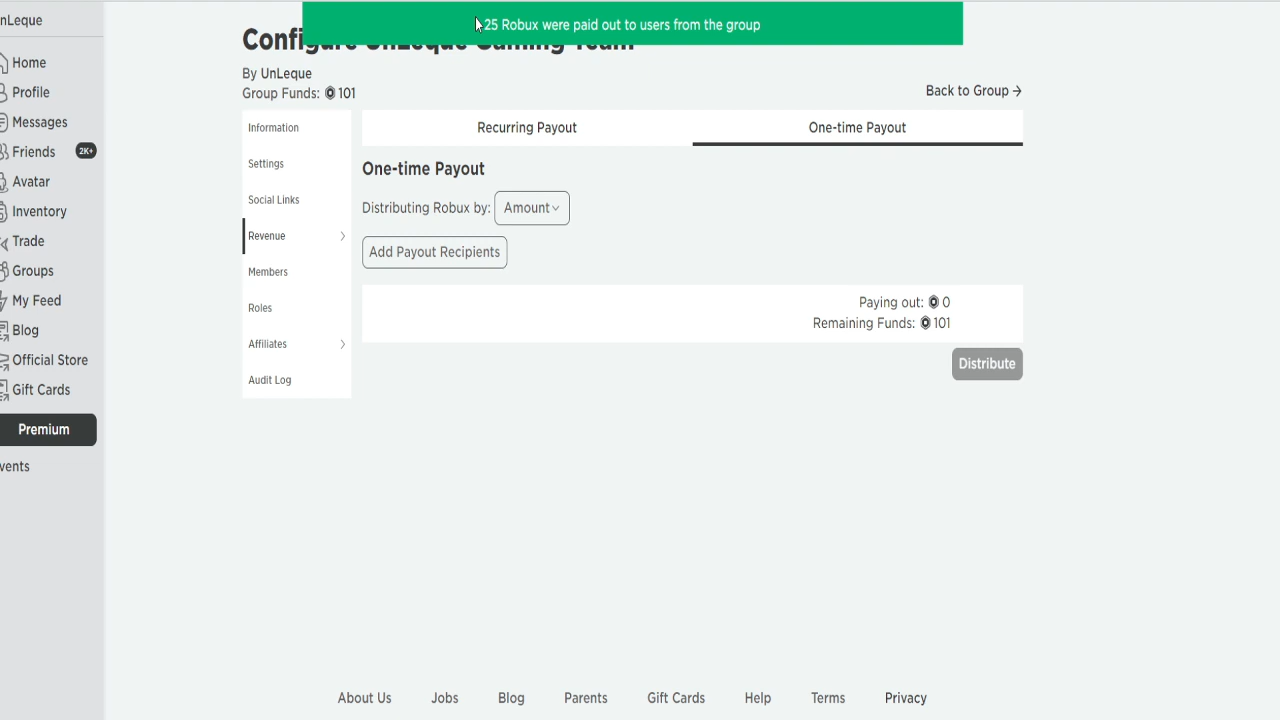 nLeque
Home
Profile
Messages
Friends 2K+
Avatar
Inventory
Trade
Groups
My Feed
Blog
Official Store
Gift Cards
Premium
vents
25 Robux were paid out to users from the group
Configure UnLeque Gaming Team
By UnLeque
Group Funds: 101
Back to Group →
Information
Settings
Social Links
Revenue
Members
Roles
Affiliates
Audit Log
Recurring Payout
One-time Payout
One-time Payout
Distributing Robux by: Amount
Add Payout Recipients
Paying out: 0
Remaining Funds: 101
Distribute
About Us
Jobs
Blog
Parents
Gift Cards
Help
Terms
Privacy